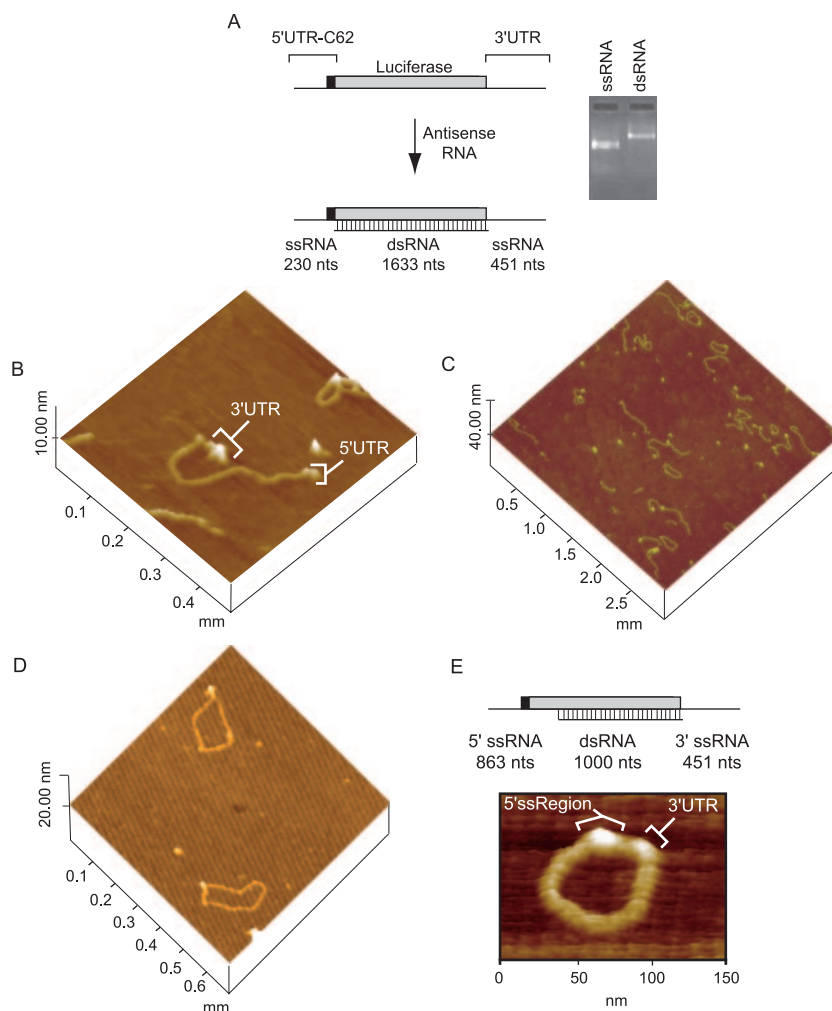 A
5'UTR-C62
3'UTR
Luciferase
ssRNA
dsRNA
Antisense
RNA
ssRNA dsRNA ssRNA
230 nts 1633 nts 451 nts
B
10.00 nm
3'UTR
5'UTR
0.1
0.2
0.3
0.4
mm
C
40.00 nm
0.5
1.0
1.5
2.0
2.5
mm
D
20.00 nm
0.1
0.2
0.3
0.4
0.5
0.6
mm
E
5' ssRNA dsRNA 3' ssRNA
863 nts 1000 nts 451 nts
5'ssRegion
3'UTR
0 50 100 150
nm